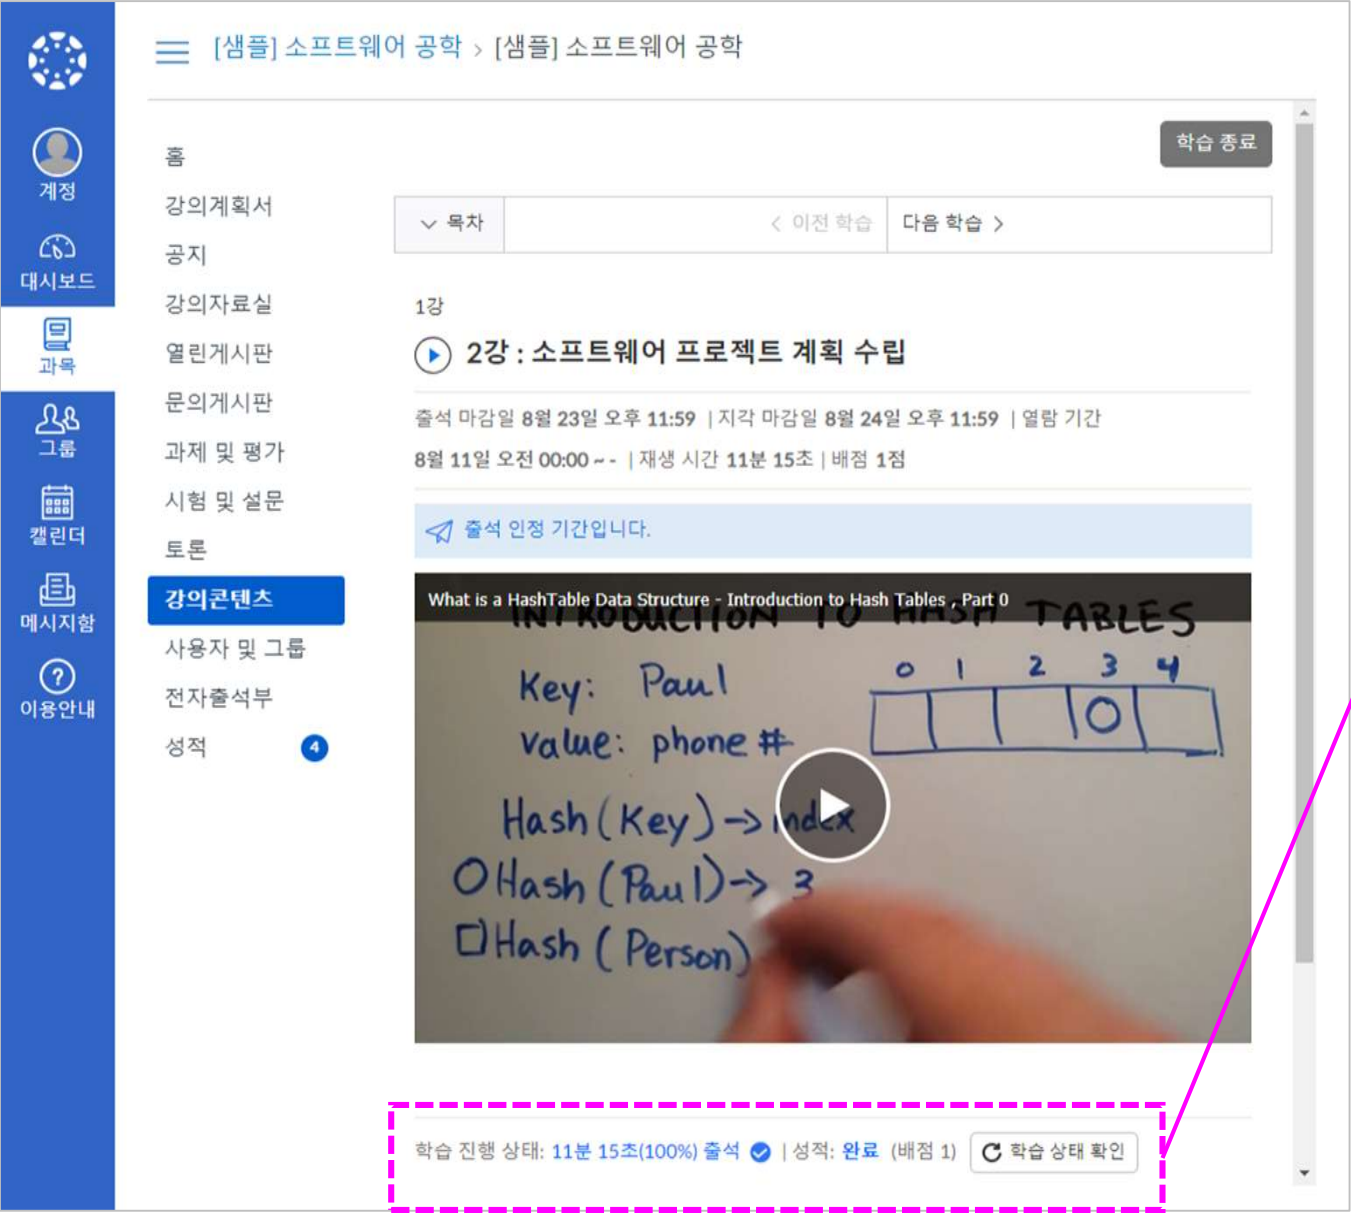 [샘플] 소프트웨어 공학 › [샘플] 소프트웨어 공학
계정
대시보드
과목
그룹
캘린더
메시지함
?
이용안내
홈
강의계획서
공지
강의자료실
열린게시판
문의게시판
과제 및 평가
시험 및 설문
토론
강의콘텐츠
사용자 및 그룹
전자출석부
성적 4
학습 종료
목차
< 이전 학습
다음 학습 >
1강
2강 : 소프트웨어 프로젝트 계획 수립
출석 마감일 8월 23일 오후 11:59 | 지각 마감일 8월 24일 오후 11:59 | 열람 기간
8월 11일 오전 00:00 ~ - | 재생 시간 11분 15초 | 배점 1점
출석 인정 기간입니다.
What is a HashTable Data Structure - Introduction to Hash Tables , Part 0
INTRODUCTION TO HASH TABLES
Key: Paul
value: phone #
0 1 2 3 4
Hash (Key) -> index
Hash (Paul) -> 3
Hash (Person)
학습 진행 상태: 11분 15초(100%) 출석 | 성적: 완료 (배점 1)
학습 상태 확인